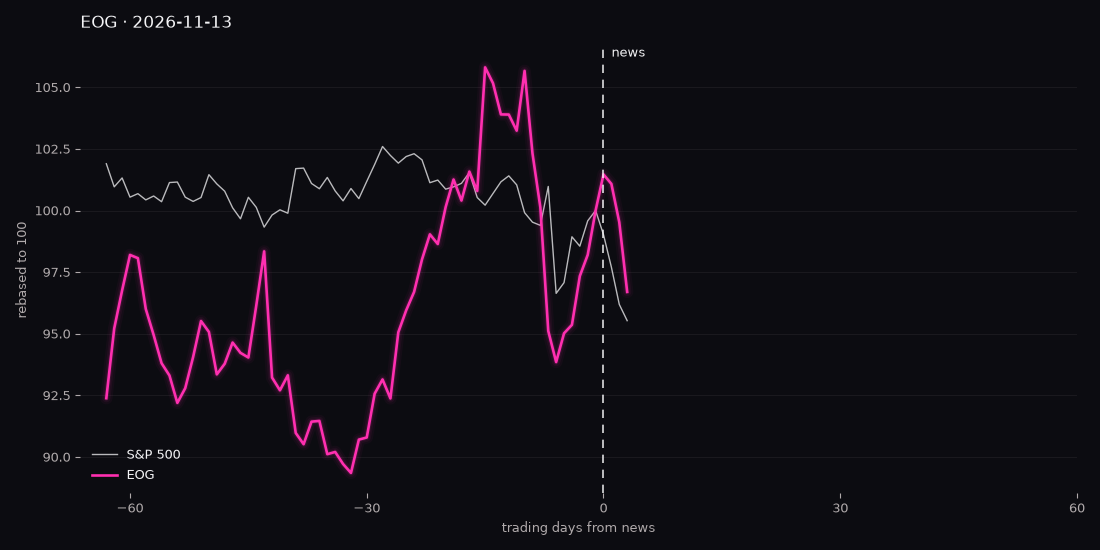 EOG · 2026-11-13
news
105.0
102.5
100.0
97.5
95.0
92.5
90.0
rebased to 100
S&P 500
EOG
−60
−30
0
30
60
trading days from news